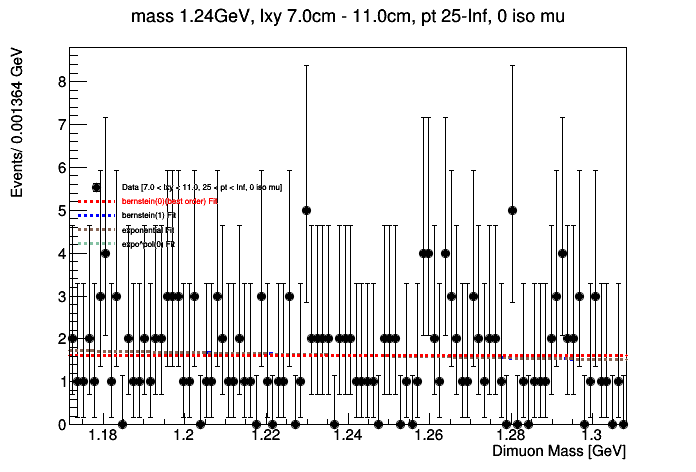 mass 1.24GeV, lxy 7.0cm - 11.0cm, pt 25-Inf, 0 iso mu
Events/ 0.001364 GeV
8
7
6
5
4
3
2
1
0
Data [7.0 < lxy < 11.0, 25 < pt < Inf, 0 iso mu]
bernstein(0)(best order) Fit
bernstein(1) Fit
exponential Fit
expo*pol(0) Fit
1.18 1.2 1.22 1.24 1.26 1.28 1.3
Dimuon Mass [GeV]